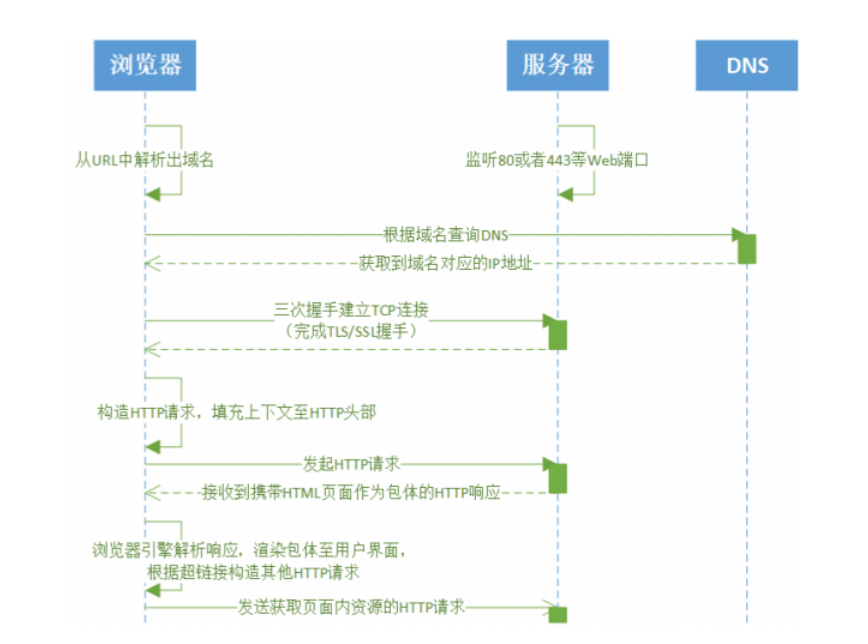 浏览器
服务器
DNS
从URL中解析出域名
监听80或者443等Web端口
根据域名查询DNS
获取到域名对应的IP地址
三次握手建立TCP连接
（完成TLS/SSL握手）
构造HTTP请求，填充上下文至HTTP头部
发起HTTP请求
接收到携带HTML页面作为包体的HTTP响应
浏览器引擎解析响应，渲染包体至用户界面，
根据超链接构造其他HTTP请求
发送获取页面内资源的HTTP请求